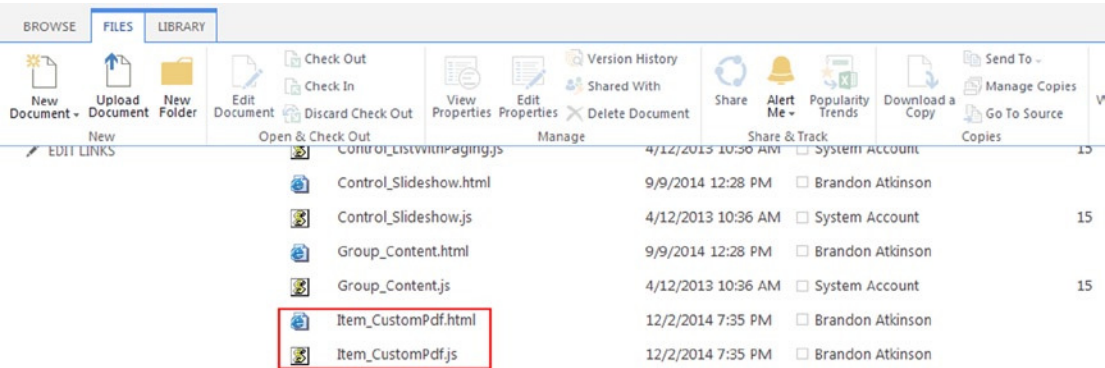 BROWSE FILES LIBRARY
New Document Upload Document New Folder
New
Edit Document Check Out Check In Discard Check Out
Open & Check Out
View Properties Edit Properties Version History Shared With Delete Document
Manage
Share Alert Me Popularity Trends
Share & Track
Download a Copy Send To Manage Copies Go To Source
Copies
EDIT LINKS
Control_ListWithPaging.js 4/12/2013 10:36 AM System Account 15
Control_Slideshow.html 9/9/2014 12:28 PM Brandon Atkinson
Control_Slideshow.js 4/12/2013 10:36 AM System Account 15
Group_Content.html 9/9/2014 12:28 PM Brandon Atkinson
Group_Content.js 4/12/2013 10:36 AM System Account 15
Item_CustomPdf.html 12/2/2014 7:35 PM Brandon Atkinson
Item_CustomPdf.js 12/2/2014 7:35 PM Brandon Atkinson